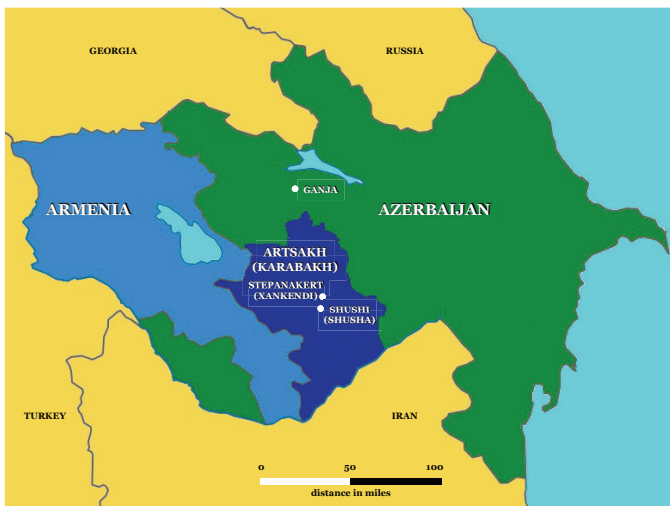 GEORGIA
RUSSIA
GANJA
ARMENIA
AZERBAIJAN
ARTSAKH
(KARABAKH)
STEPANAKERT
(XANKENDI)
SHUSHI
(SHUSHA)
TURKEY
IRAN
0 50 100
distance in miles